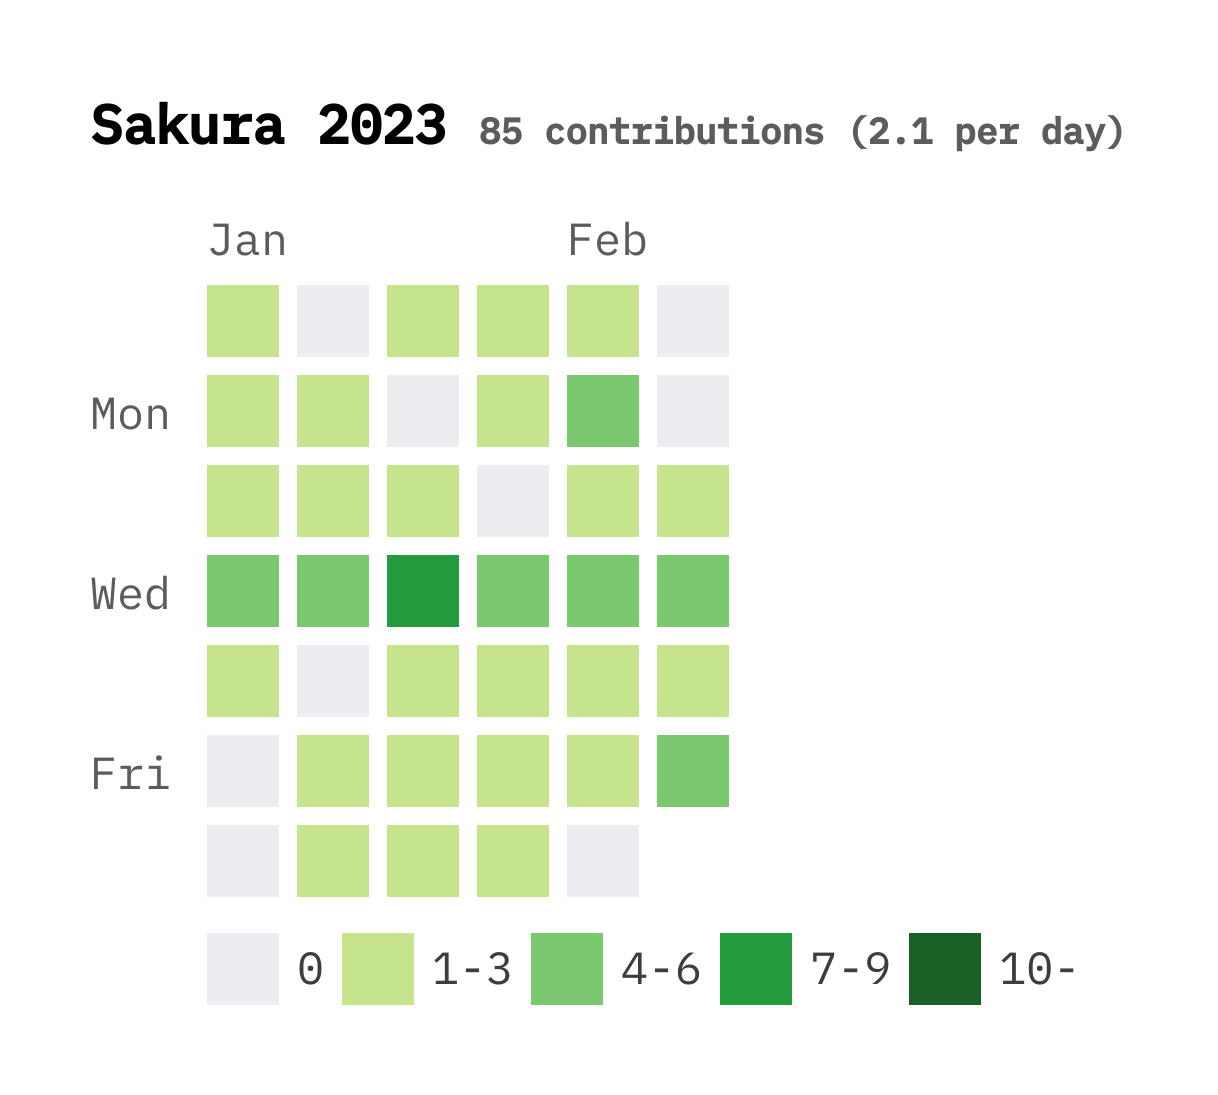 Sakura 2023 85 contributions (2.1 per day)
Jan Feb
Mon
Wed
Fri
0 1-3 4-6 7-9 10-